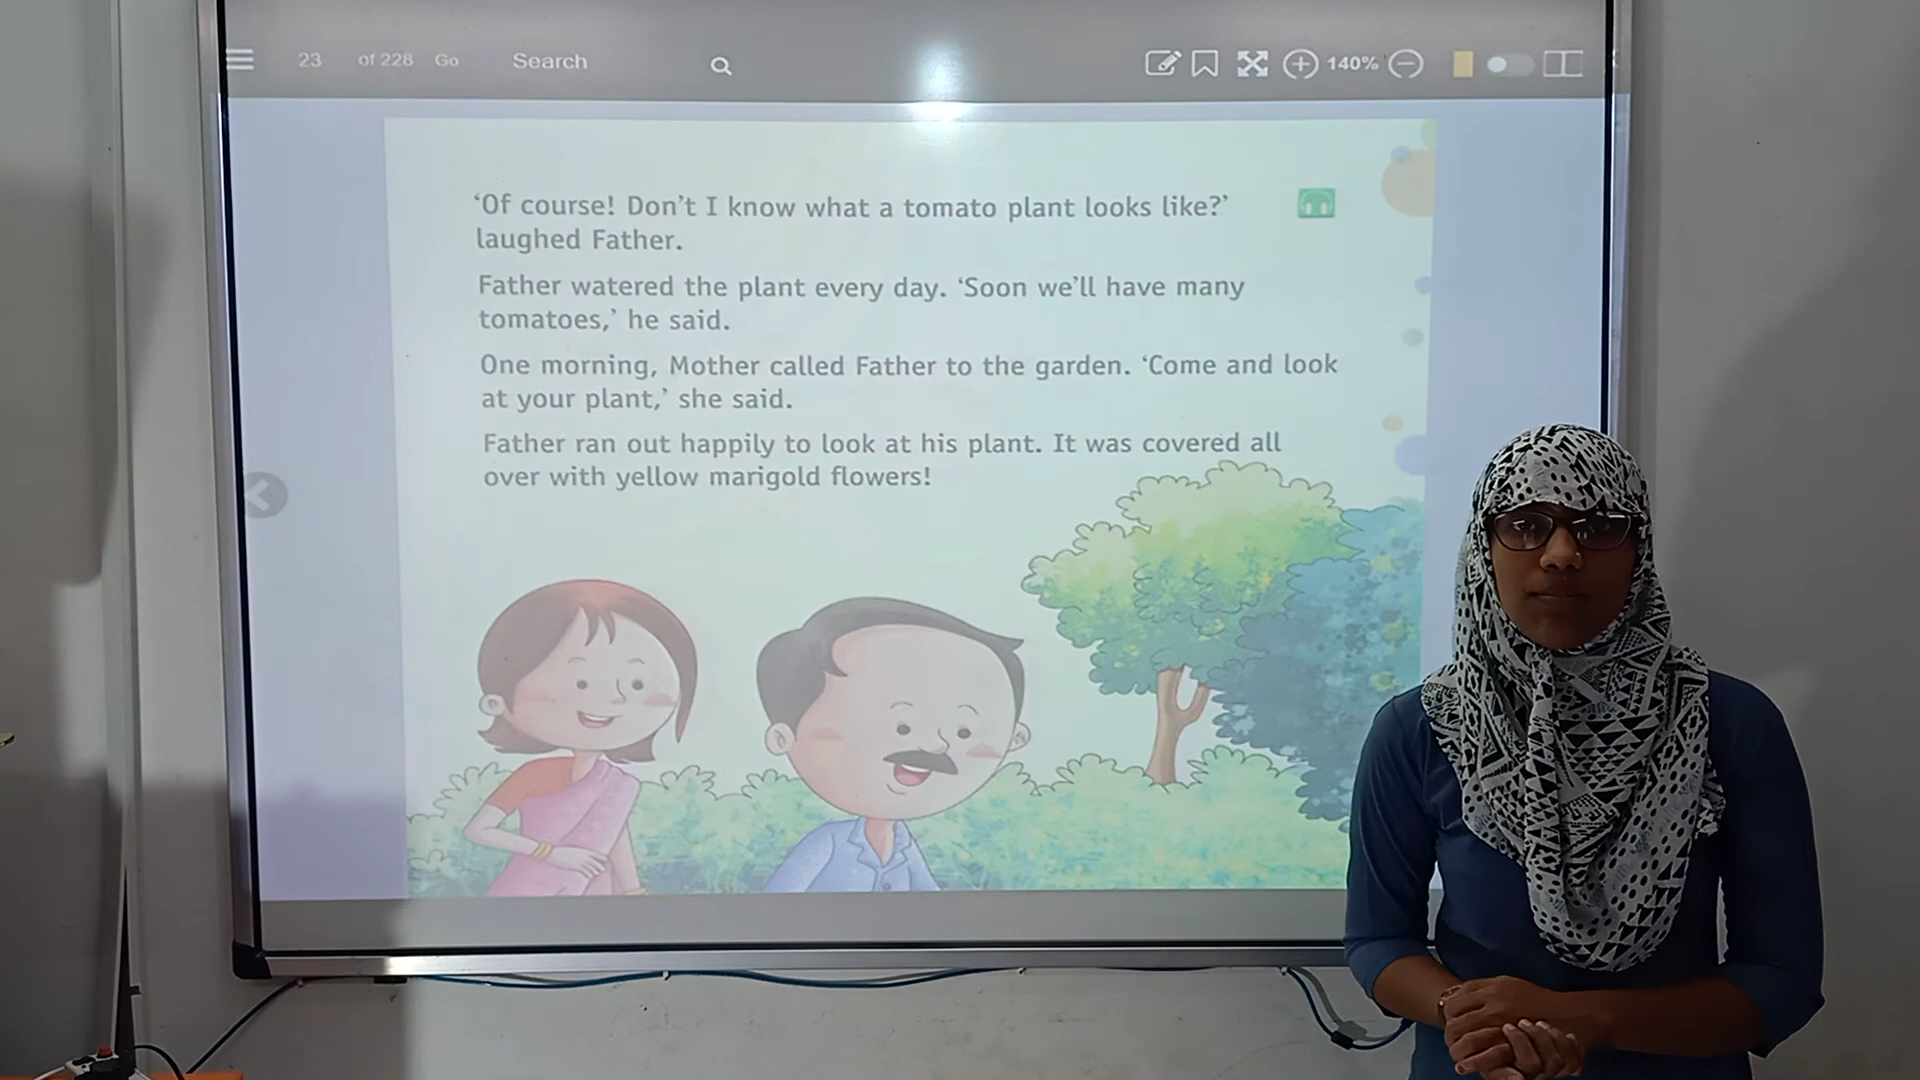 23 of 228 Go Search 140%
‘Of course! Don’t I know what a tomato plant looks like?’
laughed Father.
Father watered the plant every day. ‘Soon we’ll have many
tomatoes,’ he said.
One morning, Mother called Father to the garden. ‘Come and look
at your plant,’ she said.
Father ran out happily to look at his plant. It was covered all
over with yellow marigold flowers!